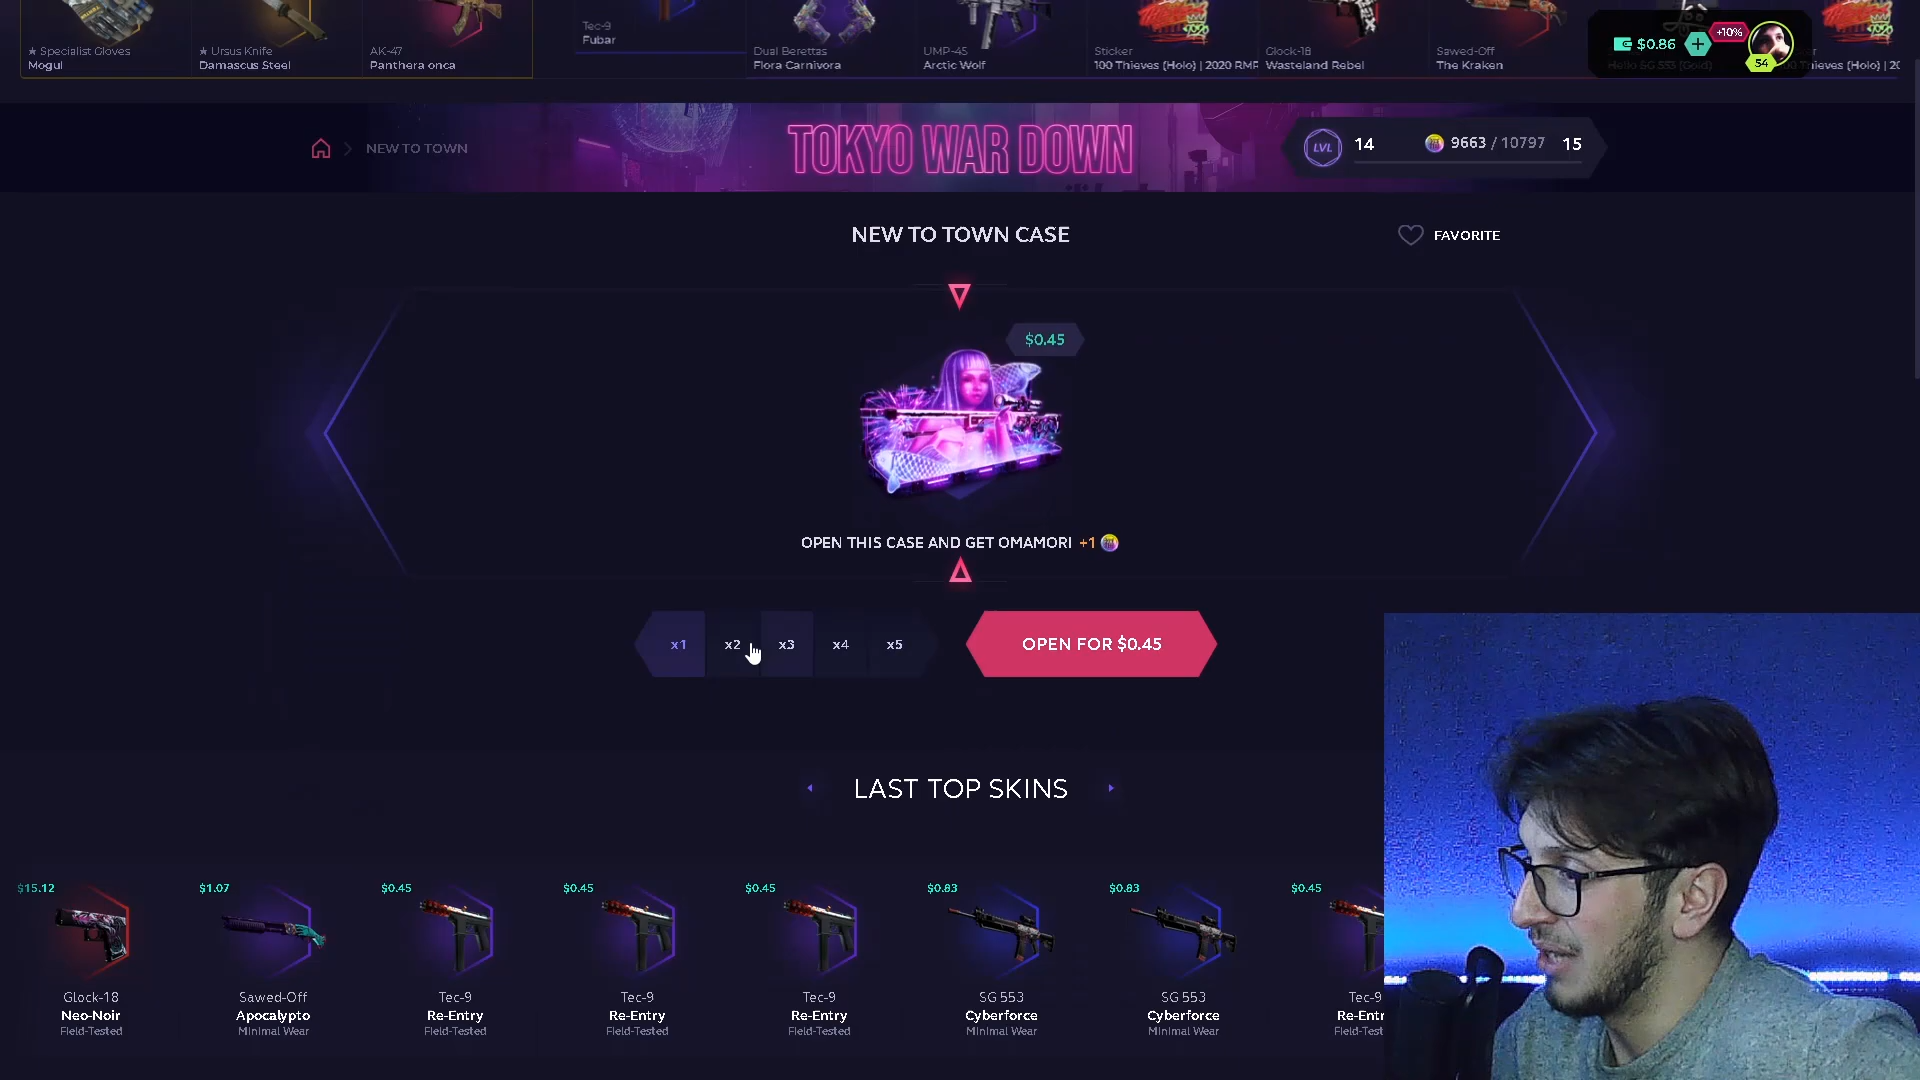 ★ Specialist Gloves
Mogul
★ Ursus Knife
Damascus Steel
AK-47
Panthera onca
Tec-9
Fubar
Dual Berettas
Flora Carnivora
UMP-45
Arctic Wolf
Sticker
100 Thieves (Holo) | 2020 RMR
Glock-18
Wasteland Rebel
Sawed-Off
The Kraken
$0.86
+10%
54
Thieves (Holo) | 20
NEW TO TOWN
TOKYO WAR DOWN
LVL
14
9663 / 10797
15
NEW TO TOWN CASE
FAVORITE
$0.45
OPEN THIS CASE AND GET OMAMORI +1
x1
x2
x3
x4
x5
OPEN FOR $0.45
LAST TOP SKINS
$15.12
$1.07
$0.45
$0.45
$0.45
$0.83
$0.83
$0.45
Glock-18
Neo-Noir
Field-Tested
Sawed-Off
Apocalypto
Minimal Wear
Tec-9
Re-Entry
Field-Tested
Tec-9
Re-Entry
Field-Tested
Tec-9
Re-Entry
Field-Tested
SG 553
Cyberforce
Minimal Wear
SG 553
Cyberforce
Minimal Wear
Tec-9
Re-Entr
Field-Test